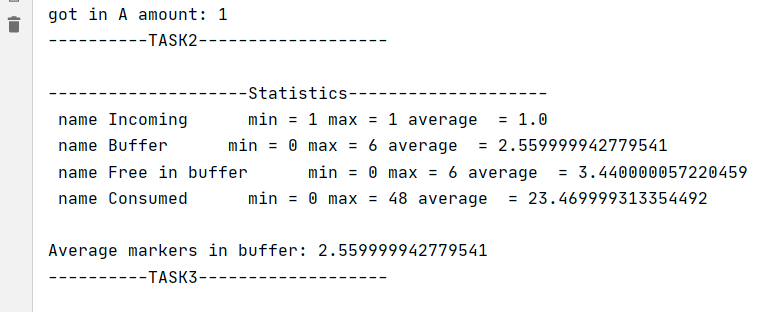 got in A amount: 1
----------TASK2-------------------
--------------------Statistics--------------------
name Incoming      min = 1 max = 1 average  = 1.0
name Buffer      min = 0 max = 6 average  = 2.559999942779541
name Free in buffer      min = 0 max = 6 average  = 3.440000057220459
name Consumed      min = 0 max = 48 average  = 23.469999313354492
Average markers in buffer: 2.559999942779541
----------TASK3-------------------